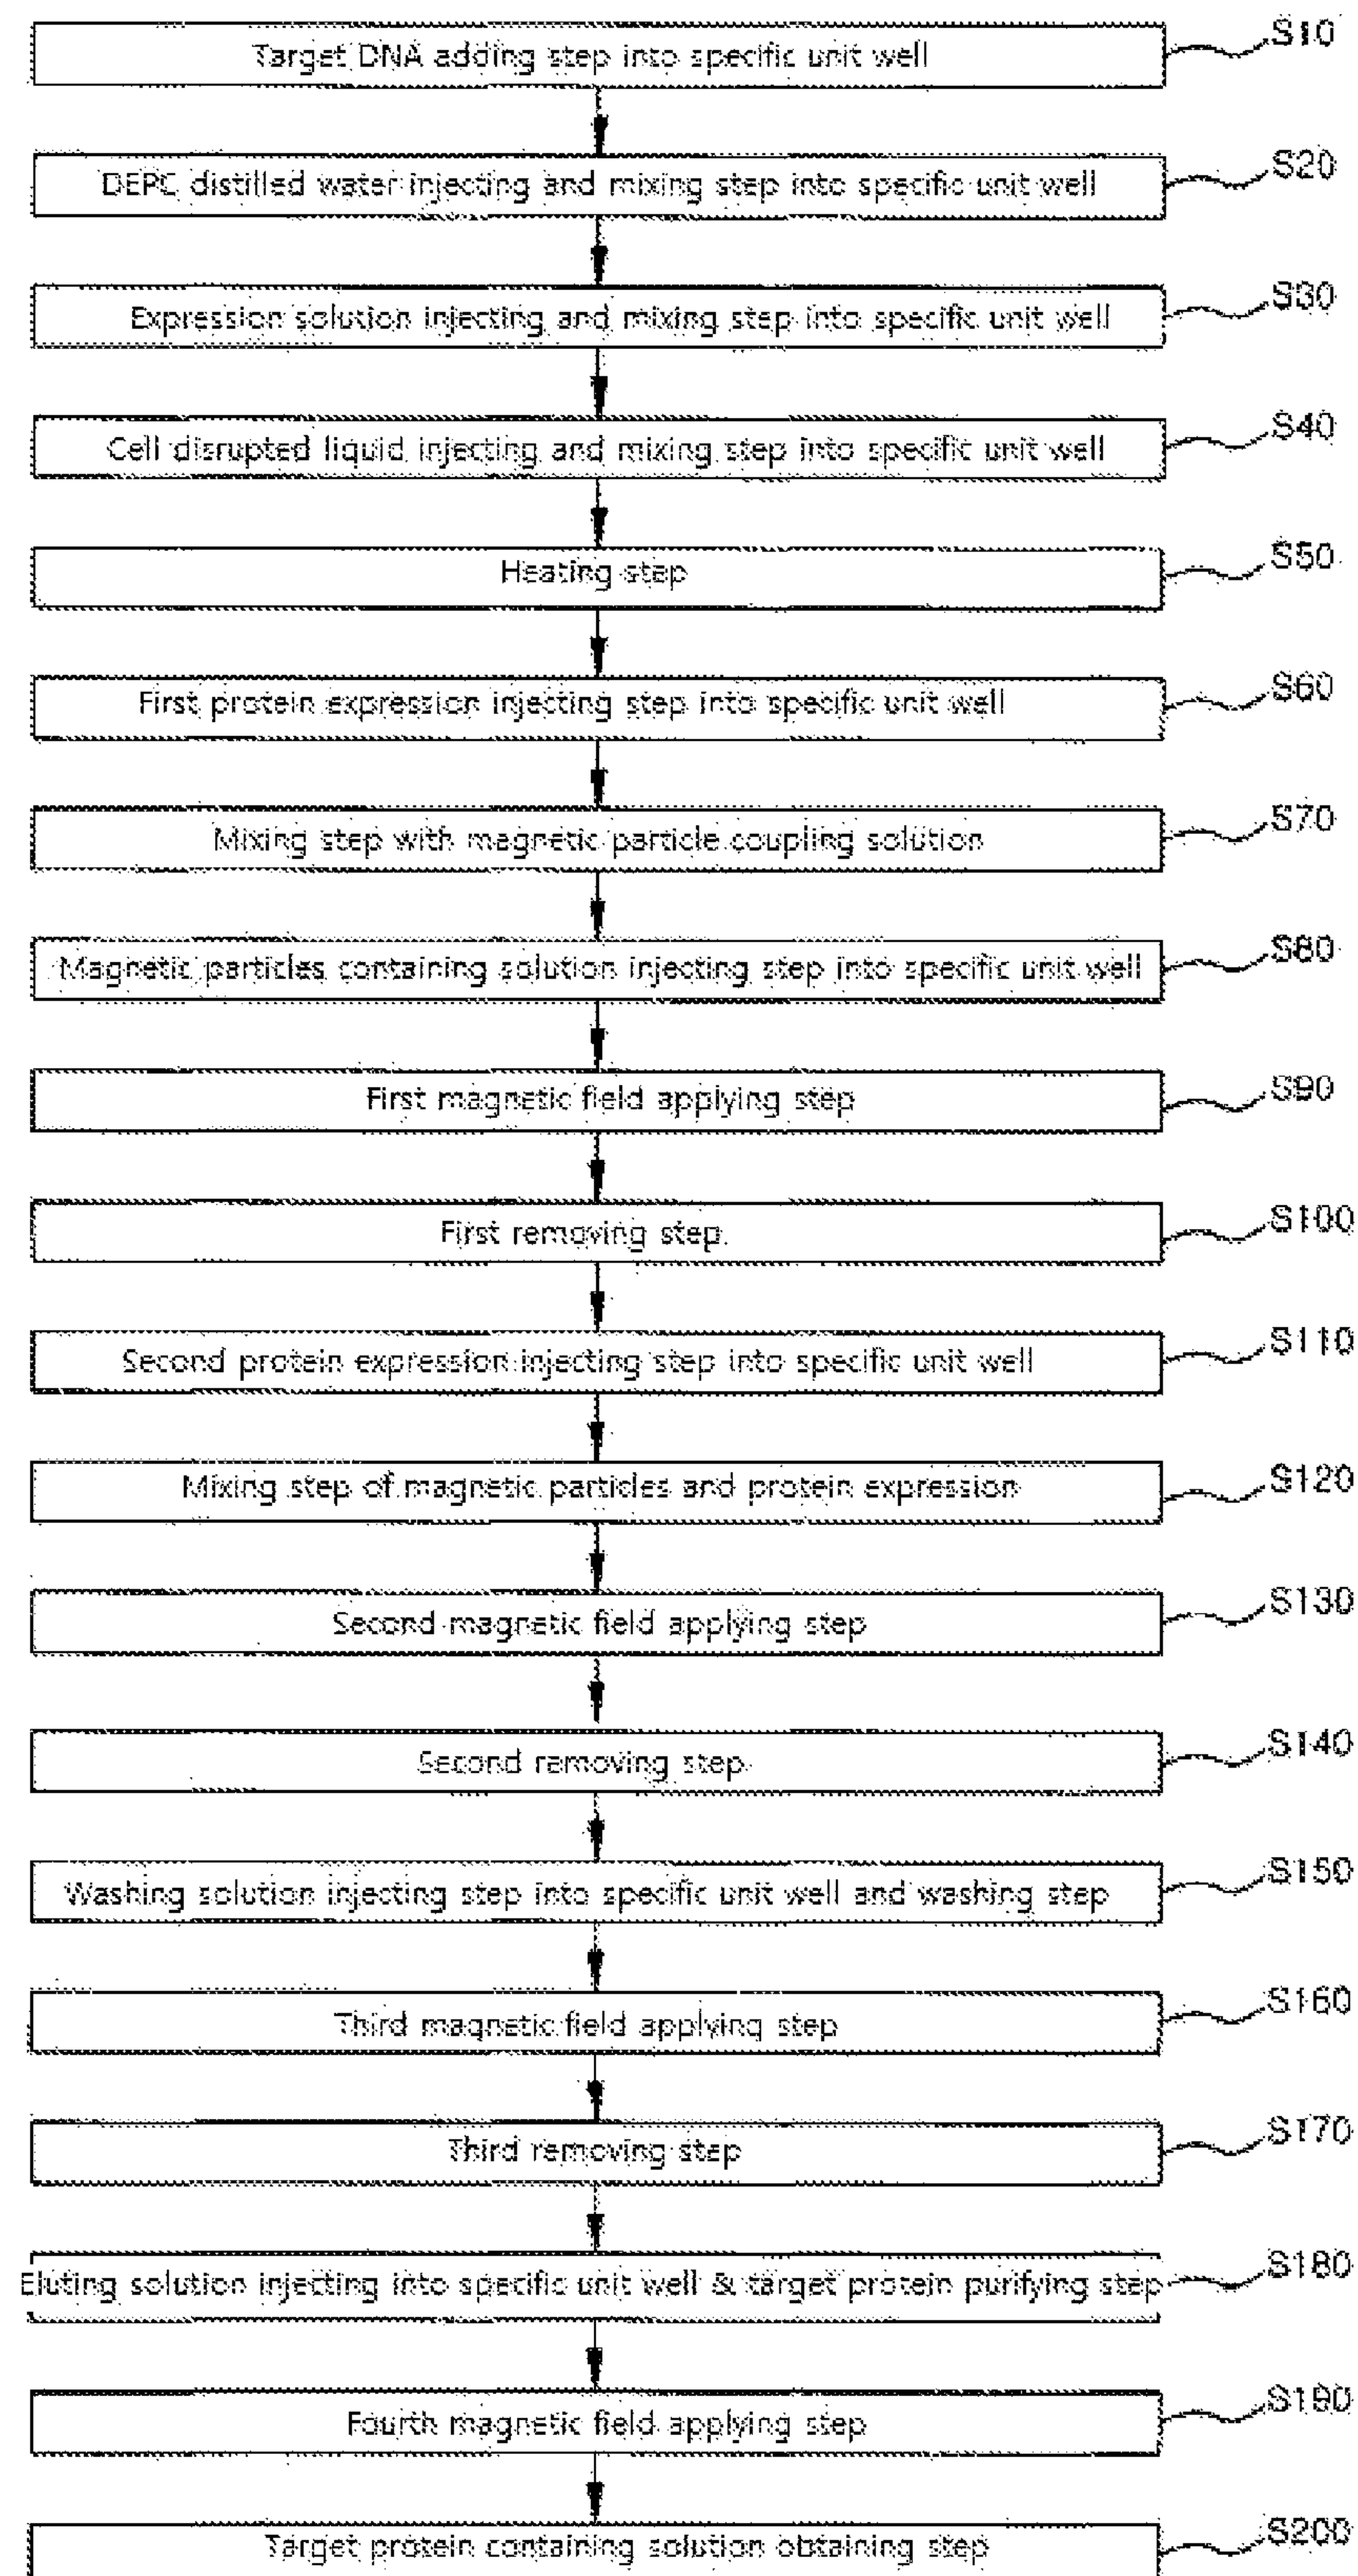 Target DNA adding step into specific unit well
S10
DEPC distilled water injecting and mixing step into specific unit well
S20
Expression solution injecting and mixing step into specific unit well
S30
Cell disrupted liquid injecting and mixing step into specific unit well
S40
Heating step
S50
First protein expression injecting step into specific unit well
S60
Mixing step with magnetic particle coupling solution
S70
Magnetic particles containing solution injecting step into specific unit well
S80
First magnetic field applying step
S90
First removing step
S100
Second protein expression injecting step into specific unit well
S110
Mixing step of magnetic particles and protein expression
S120
Second magnetic field applying step
S130
Second removing step
S140
Washing solution injecting step into specific unit well and washing step
S150
Third magnetic field applying step
S160
Third removing step
S170
Eluting solution injecting into specific unit well & target protein purifying step
S180
Fourth magnetic field applying step
S190
Target protein containing solution obtaining step
S200